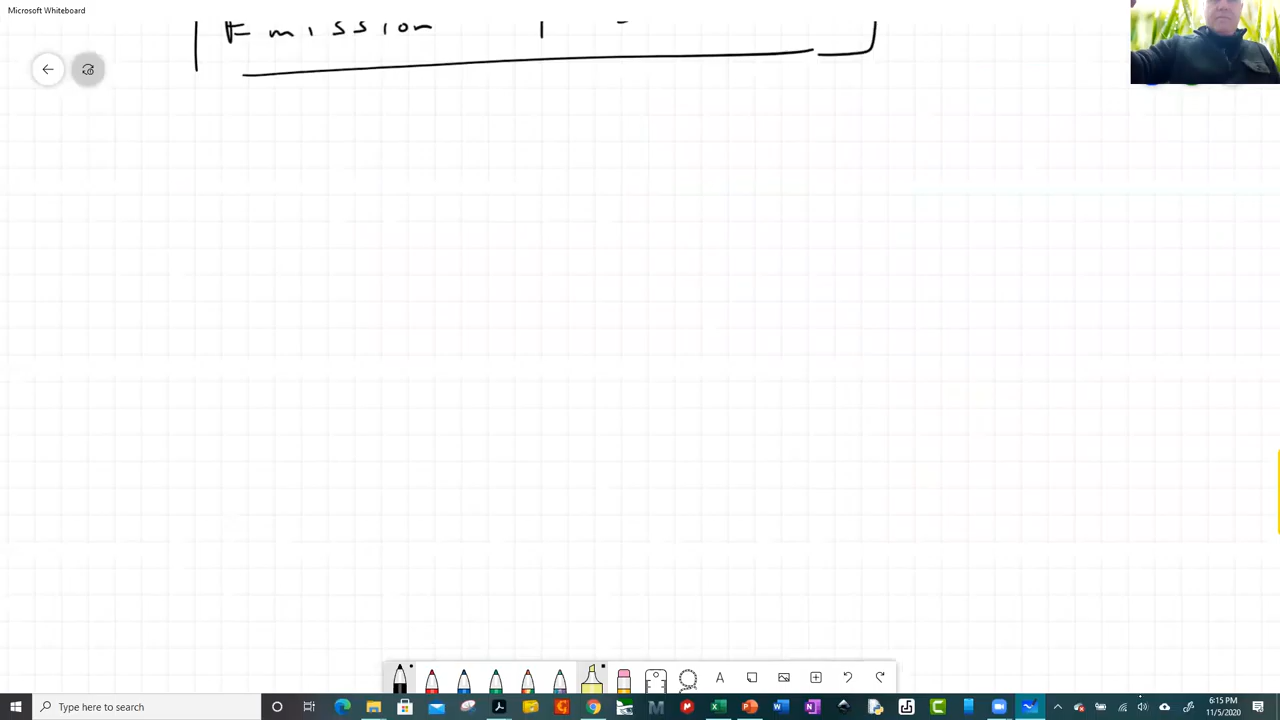 Microsoft Whiteboard
Emission
A
Type here to search
6:15 PM
11/5/2020